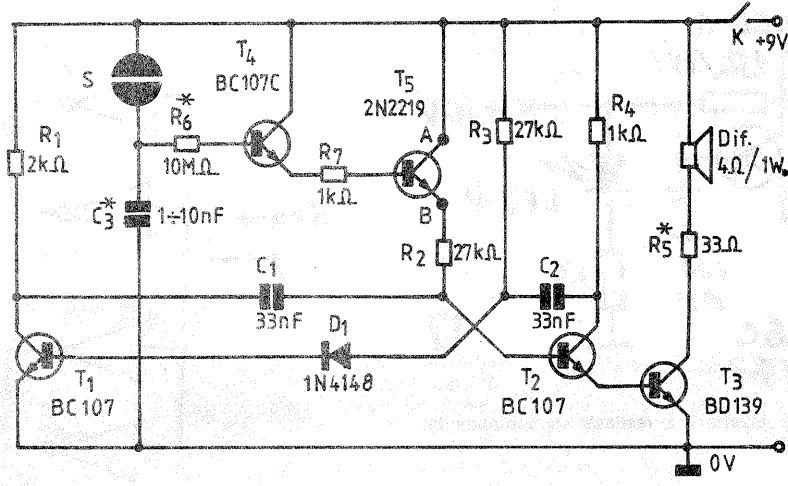 K +9V
T4
BC107C
T5
2N2219
S
R6*
10MΩ
R1
2kΩ
R7
1kΩ
A
B
R3 27kΩ
R4
1kΩ
Dif.
4Ω/1W.
C3* 1÷10nF
R2 27kΩ
R5* 33Ω
C1
33nF
C2
33nF
D1
1N4148
T1
BC107
T2
BC107
T3
BD139
0V